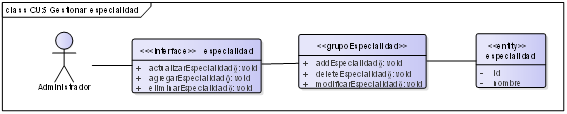 class CU5 Gestionar especialidad
Administrador
<<interface>> especialidad
+ actualizarEspecialidad() : void
+ agregarEspecialidad() : void
+ eliminarEspecialidad() : void
<<grupoEspecialidad>>
+ addEspecialidad() : void
+ deleteEspecialidad() : void
+ modificarEspecialidad() : void
<<entity>>
especialidad
- id
- nombre